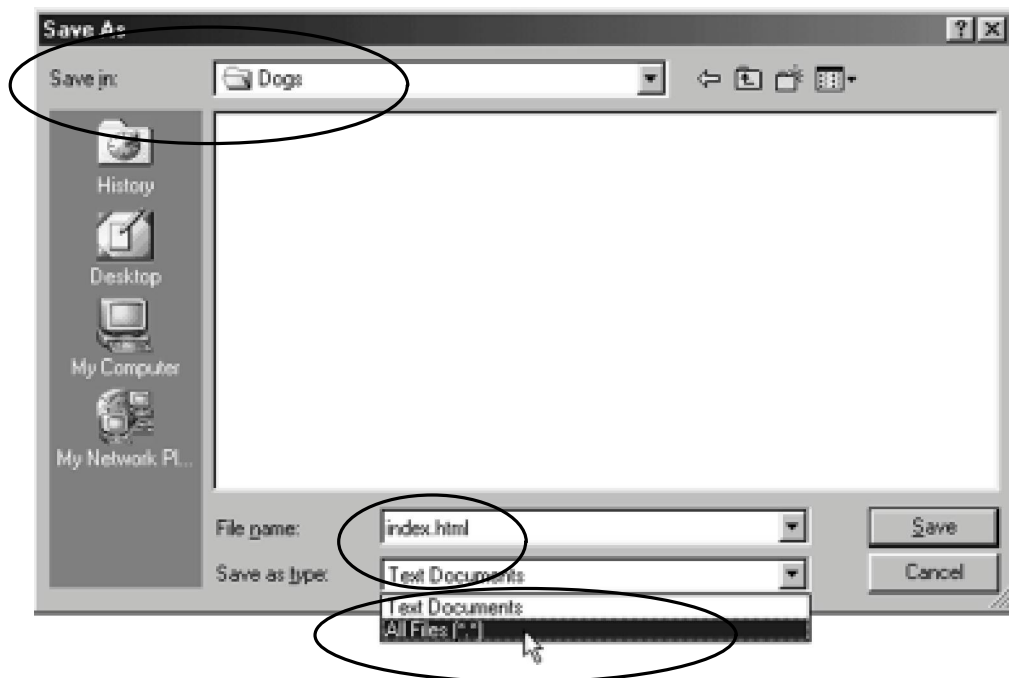 Save As
Save in: Dogs
History
Desktop
My Computer
My Network Pl...
File name: index.html Save
Save as type: Text Documents Cancel
Text Documents
All Files (*.*)